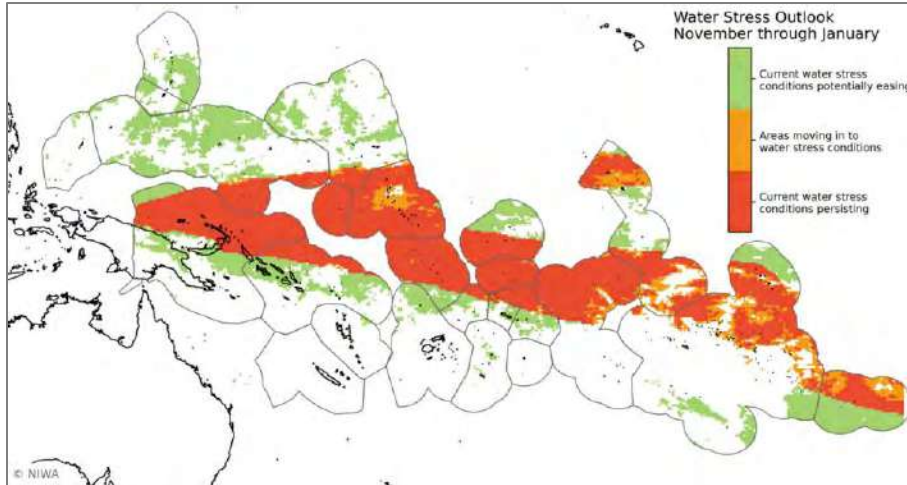 Water Stress Outlook
November through January
Current water stress
conditions potentially easing
Areas moving in to
water stress conditions
Current water stress
conditions persisting
© NIWA